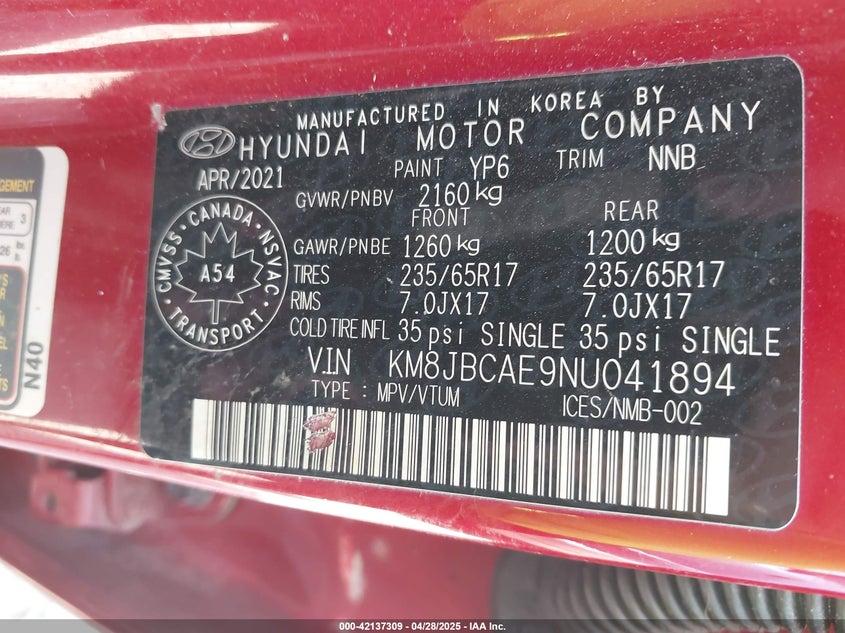 MANUFACTURED IN KOREA BY
HYUNDAI MOTOR COMPANY
APR/2021 PAINT YP6 TRIM NNB
GVWR/PNBV 2160 kg
FRONT REAR
GAWR/PNBE 1260 kg 1200 kg
TIRES 235/65R17 235/65R17
RIMS 7.0JX17 7.0JX17
COLD TIRE INFL 35 psi SINGLE 35 psi SINGLE
V.I.N KM8JBCAE9NU041894
TYPE : MPV/VTUM ICES/NMB-002
CMVSS · CANADA · NSVAC
A54
· TRANSPORT ·
3
26
N40
000-42137309 | 04/28/2025 - IAA Inc.